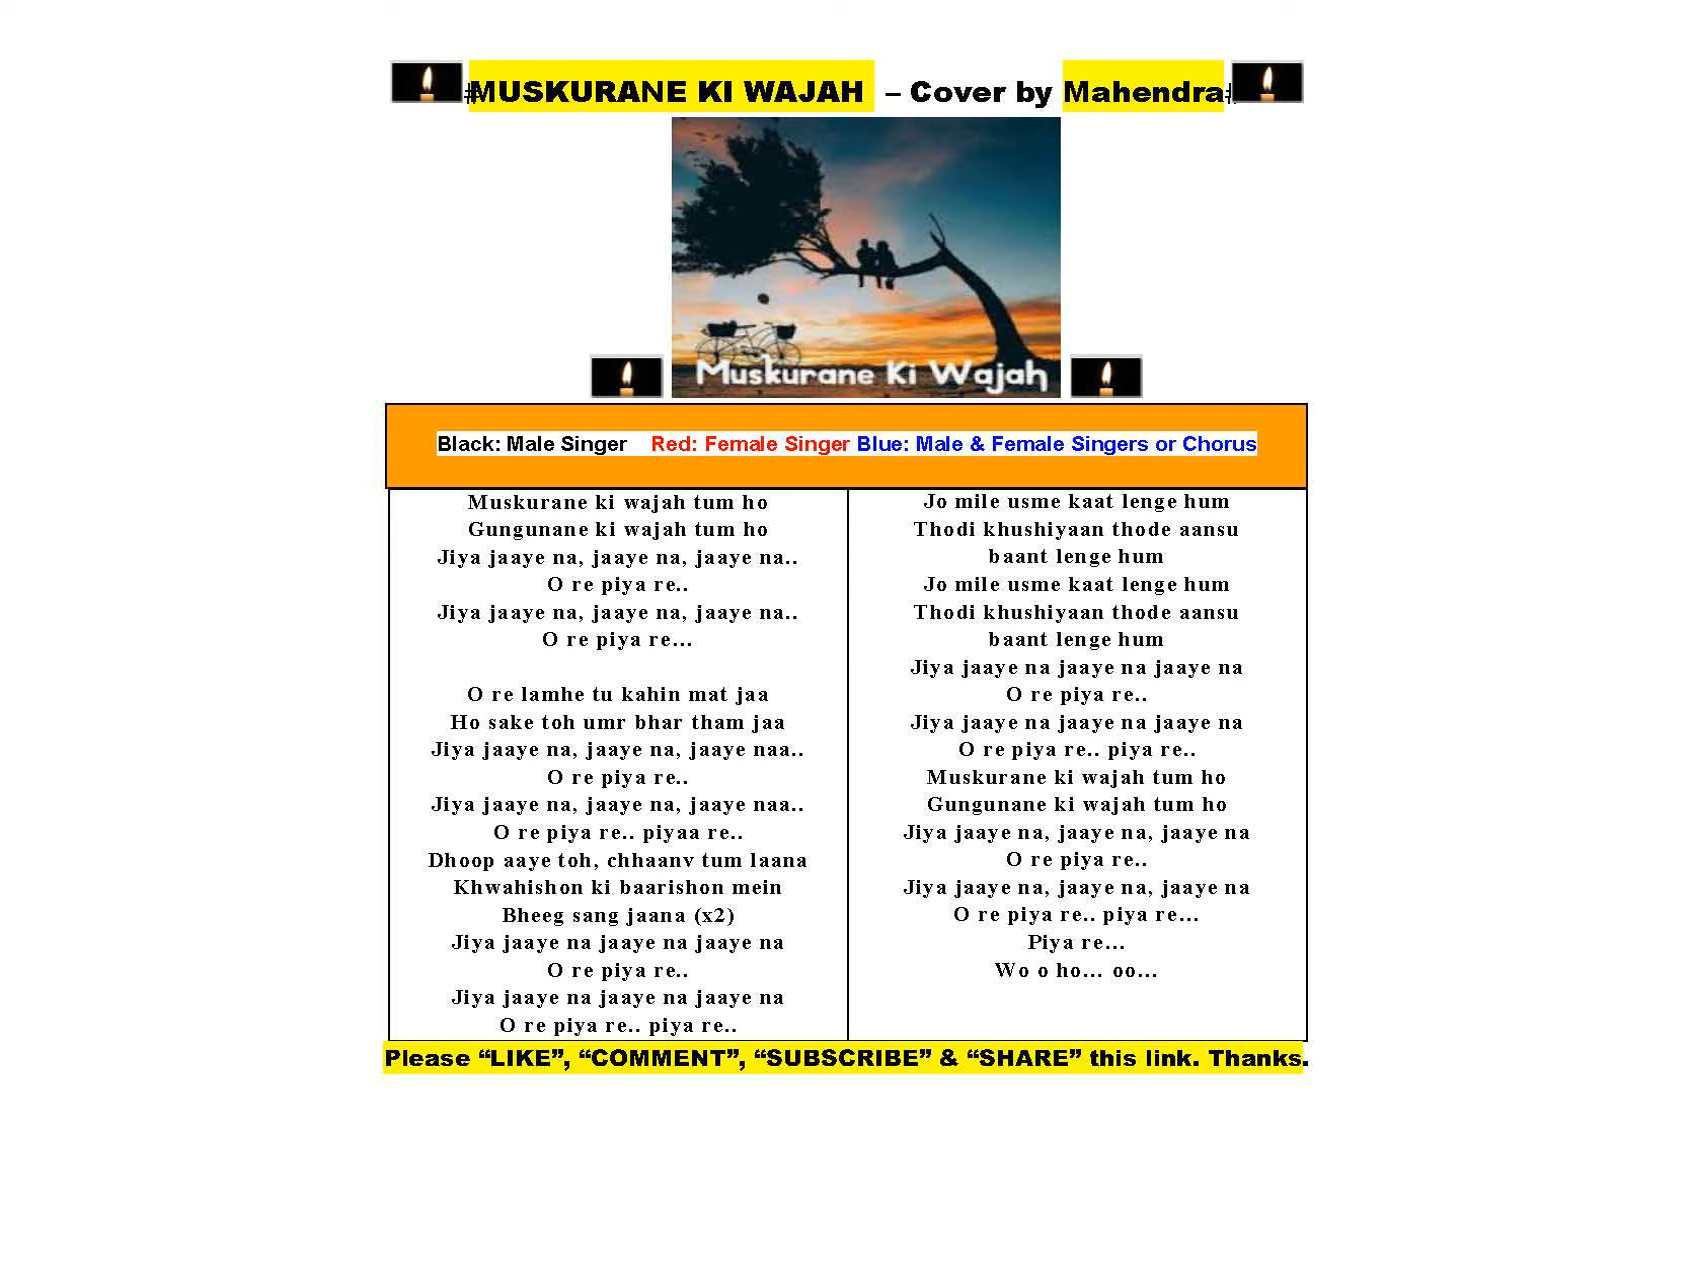 #MUSKURANE KI WAJAH – Cover by Mahendra#
Muskurane Ki Wajah
Black: Male Singer Red: Female Singer Blue: Male & Female Singers or Chorus
Muskurane ki wajah tum ho
Gungunane ki wajah tum ho
Jiya jaaye na, jaaye na, jaaye na..
O re piya re..
Jiya jaaye na, jaaye na, jaaye na..
O re piya re...
O re lamhe tu kahin mat jaa
Ho sake toh umr bhar tham jaa
Jiya jaaye na, jaaye na, jaaye naa..
O re piya re..
Jiya jaaye na, jaaye na, jaaye naa..
O re piya re.. piyaa re..
Dhoop aaye toh, chhaanv tum laana
Khwahishon ki baarishon mein
Bheeg sang jaana (x2)
Jiya jaaye na jaaye na jaaye na
O re piya re..
Jiya jaaye na jaaye na jaaye na
O re piya re.. piya re..
Jo mile usme kaat lenge hum
Thodi khushiyaan thode aansu
baant lenge hum
Jo mile usme kaat lenge hum
Thodi khushiyaan thode aansu
baant lenge hum
Jiya jaaye na jaaye na jaaye na
O re piya re..
Jiya jaaye na jaaye na jaaye na
O re piya re.. piya re..
Muskurane ki wajah tum ho
Gungunane ki wajah tum ho
Jiya jaaye na, jaaye na, jaaye na
O re piya re..
Jiya jaaye na, jaaye na, jaaye na
O re piya re.. piya re...
Piya re...
Wo o ho... oo...
Please “LIKE”, “COMMENT”, “SUBSCRIBE” & “SHARE” this link. Thanks.